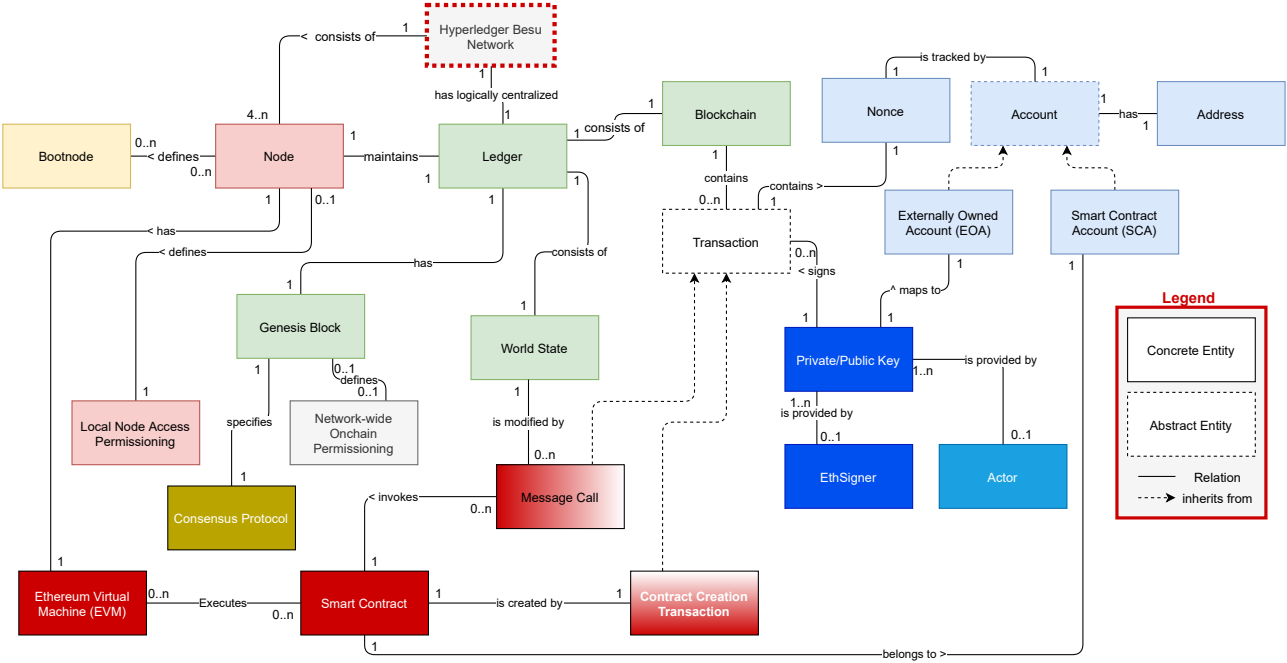 Hyperledger Besu
Network
1
< consists of
4..n
1
has logically centralized
1
is tracked by
1
1
Nonce
Account
1
has
1
Address
Blockchain
1
consists of
1
Bootnode
0..n
< defines
0..n
Node
1
maintains
1
Ledger
1
contains
0..n
contains >
1
1
Externally Owned
Account (EOA)
Smart Contract
Account (SCA)
1
0..1
1
1
< has
< defines
has
1
consists of
1
Transaction
0..n
< signs
1
1
^ maps to
1
1
Legend
Concrete Entity
Abstract Entity
Relation
inherits from
Genesis Block
World State
Private/Public Key
1..n
is provided by
0..1
1
0..1
defines
0..1
1
is modified by
0..n
1..n
is provided by
0..1
1
Local Node Access
Permissioning
specifies
1
Network-wide
Onchain
Permissioning
EthSigner
Actor
Consensus Protocol
Message Call
0..n
< invokes
1
1
Ethereum Virtual
Machine (EVM)
0..n
Executes
0..n
Smart Contract
1
is created by
1
Contract Creation
Transaction
1
belongs to >